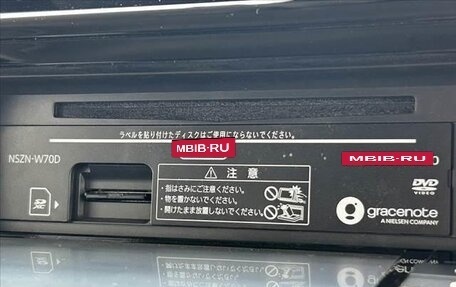 ラベルを貼り付けたディスクはご使用にならないでください。
NSZN-W70D
MBIB-RU
MBIB-RU
注意
・指はさみにご注意ください。
・物を置かないでください。
・開けたまま放置しないでください。
SD
DVD
VIDEO
gracenote
A NIELSEN COMPANY